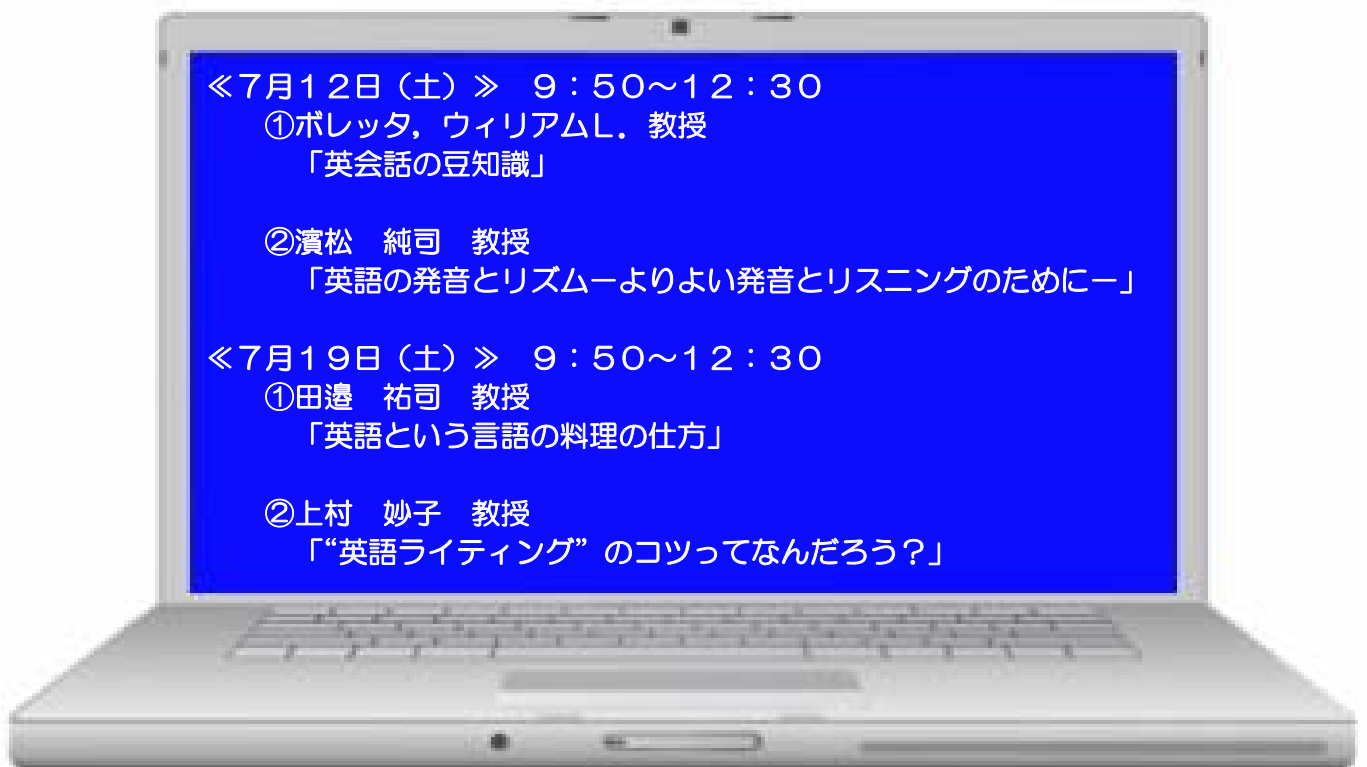 ≪７月１２日（土）≫　９：５０～１２：３０
①ボレッタ，ウィリアムＬ．教授
「英会話の豆知識」
②濱松　純司　教授
「英語の発音とリズムーよりよい発音とリスニングのためにー」
≪７月１９日（土）≫　９：５０～１２：３０
①田邉　祐司　教授
「英語という言語の料理の仕方」
②上村　妙子　教授
「“英語ライティング”のコツってなんだろう？」